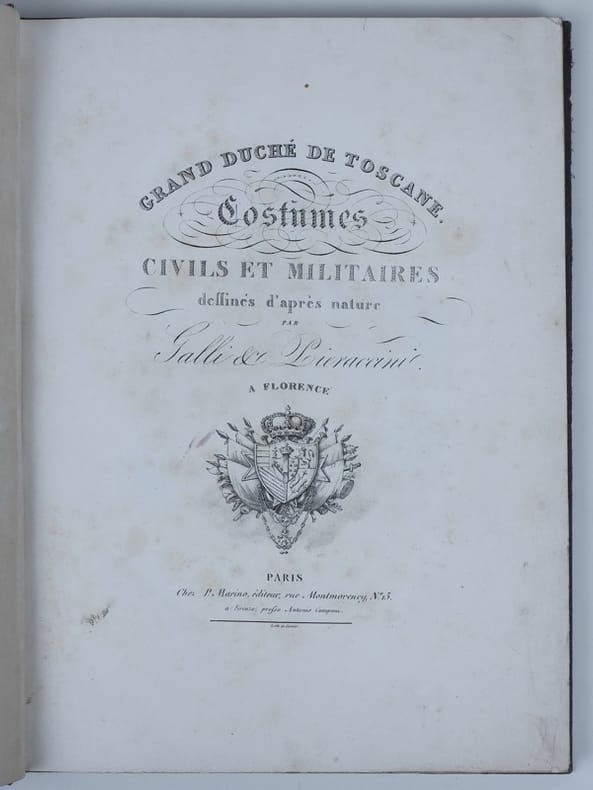 GRAND DUCHÉ DE TOSCANE.
Costumes
CIVILS ET MILITAIRES
dessinés d'après nature
PAR
Galli & Pieraccini.
A FLORENCE
PARIS
Chez P. Marino, éditeur, rue Montmorency, N.º 13.
a Firenze, presso Antonio Campani.